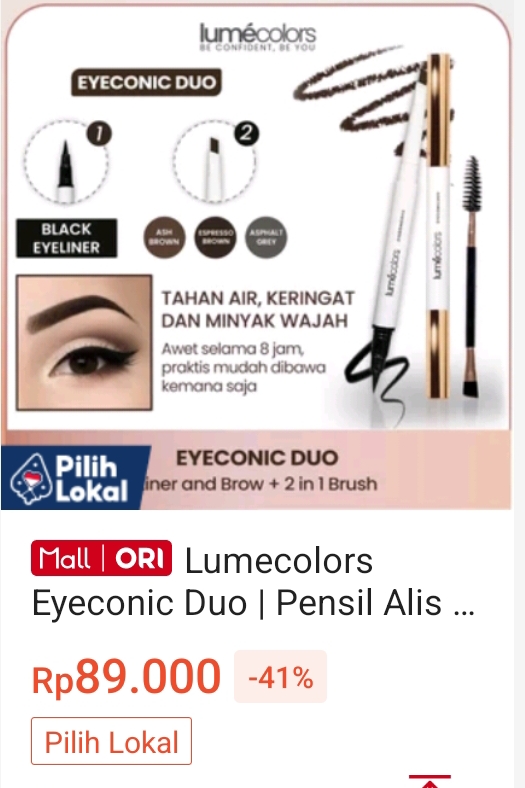 lumécolors
BE CONFIDENT, BE YOU
EYECONIC DUO
1
2
BLACK
EYELINER
ASH
BROWN
ESPRESSO
BROWN
ASPHALT
GREY
TAHAN AIR, KERINGAT
DAN MINYAK WAJAH
Awet selama 8 jam,
praktis mudah dibawa
kemana saja
lumécolors
lumécolors
EYECONIC DUO
iner and Brow + 2 in 1 Brush
Pilih
Lokal
Mall | ORI Lumecolors
Eyeconic Duo | Pensil Alis ...
Rp89.000 -41%
Pilih Lokal